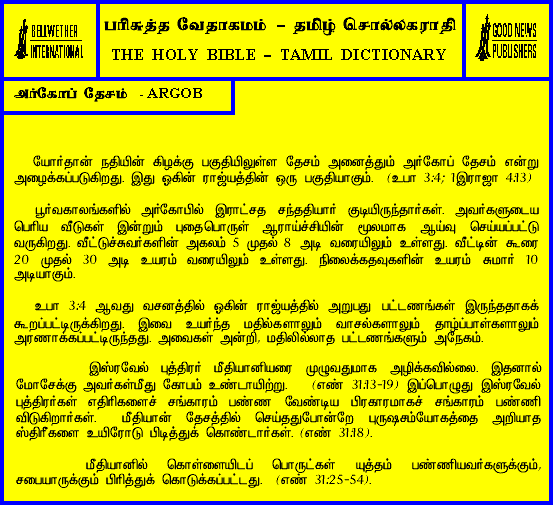 BELLWETHER
INTERNATIONAL
பரிசுத்த வேதாகமம் – தமிழ் சொல்லகராதி
THE HOLY BIBLE – TAMIL DICTIONARY
GOOD NEWS
PUBLISHERS
அர்கோப் தேசம் - ARGOB
யோர்தான் நதியின் கிழக்கு பகுதியிலுள்ள தேசம் அனைத்தும் அர்கோப் தேசம் என்று
அழைக்கப்படுகிறது. இது ஓகின் ராஜ்யத்தின் ஒரு பகுதியாகும். (உபா 3:4; 1இராஜா 4:13)
பூர்வகாலங்களில் அர்கோபில் இராட்சத சந்ததியார் குடியிருந்தார்கள். அவர்களுடைய
பெரிய வீடுகள் இன்றும் புதைபொருள் ஆராய்ச்சியின் மூலமாக ஆய்வு செய்யப்பட்டு
வருகிறது. வீட்டுச்சுவர்களின் அகலம் 5 முதல் 8 அடி வரையிலும் உள்ளது. வீட்டின் கூரை
20 முதல் 30 அடி உயரம் வரையிலும் உள்ளது. நிலைக்கதவுகளின் உயரம் சுமார் 10
அடியாகும்.
உபா 3:4 ஆவது வசனத்தில் ஓகின் ராஜ்யத்தில் அறுபது பட்டணங்கள் இருந்ததாகக்
கூறப்பட்டிருக்கிறது. இவை உயர்ந்த மதில்களாலும் வாசல்களாலும் தாழ்ப்பாள்களாலும்
அரணாக்கப்பட்டிருந்தது. அவைகள் அன்றி, மதிலில்லாத பட்டணங்களும் அநேகம்.
இஸ்ரவேல் புத்திரர் மீதியானியரை முழுவதுமாக அழிக்கவில்லை. இதனால்
மோசேக்கு அவர்கள்மீது கோபம் உண்டாயிற்று. (எண் 31:13-19) இப்பொழுது இஸ்ரவேல்
புத்திரர்கள் எதிரிகளைச் சங்காரம் பண்ண வேண்டிய பிரகாரமாகச் சங்காரம் பண்ணி
விடுகிறார்கள். மீதியான் தேசத்தில் செய்ததுபோன்றே புருஷசம்யோகத்தை அறியாத
ஸ்திரீகளை உயிரோடு பிடித்துக் கொண்டார்கள். (எண் 31:18).
மீதியானில் கொள்ளையிடப் பொருட்கள் யுத்தம் பண்ணியவர்களுக்கும்,
சபையாருக்கும் பிரித்துக் கொடுக்கப்பட்டது. (எண் 31:25-54).